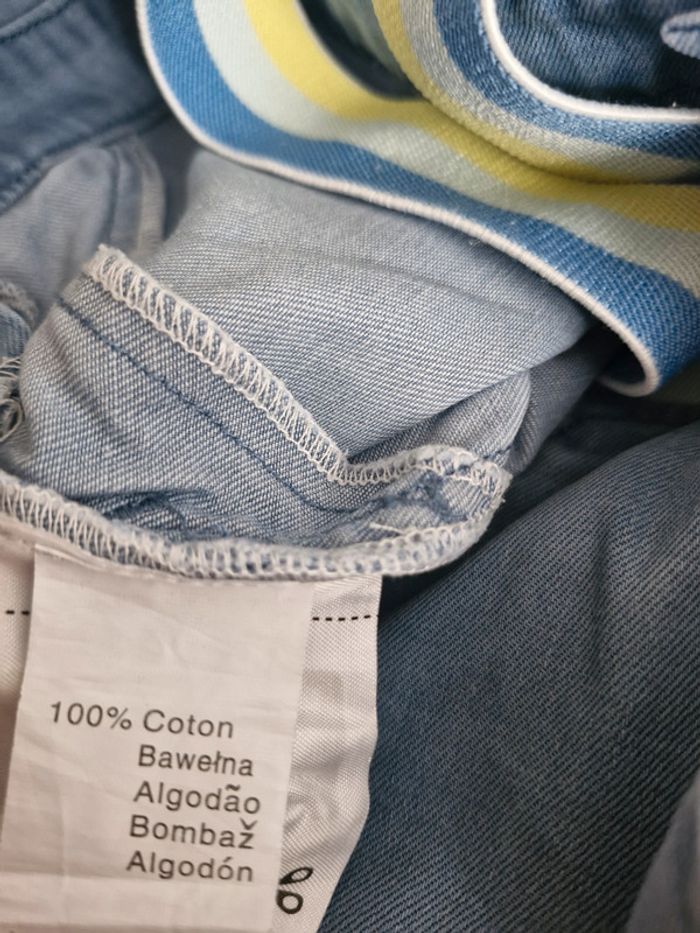 100% Coton
Bawełna
Algodão
Bombaž
Algodón